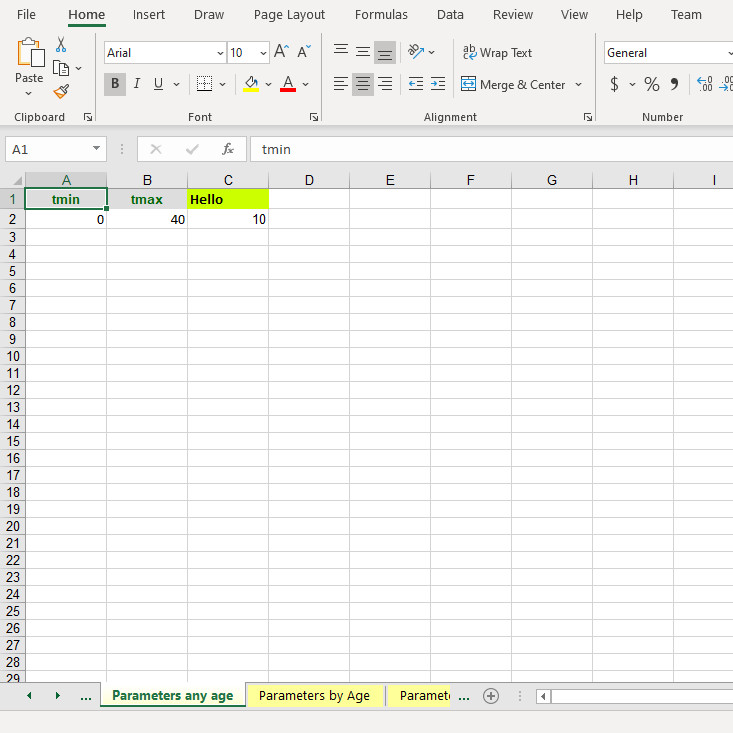 File Home Insert Draw Page Layout Formulas Data Review View Help Team
Paste
Arial 10
B I U A
A A
ab Wrap Text
Merge & Center
General
$ % 9
Clipboard Font Alignment Number
A1 fx tmin
A B C D E F G H I
1 tmin tmax Hello
2 0 40 10
3
4
5
6
7
8
9
10
11
12
13
14
15
16
17
18
19
20
21
22
23
24
25
26
27
28
29
... Parameters any age Parameters by Age Paramet ...